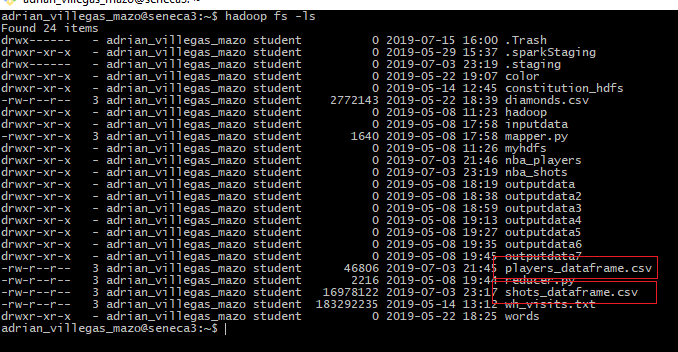 adrian_villegas_mazo@seneca3:~
adrian_villegas_mazo@seneca3:~$ hadoop fs -ls
Found 24 items
drwx------   - adrian_villegas_mazo student          0 2019-07-15 16:00 .Trash
drwxr-xr-x   - adrian_villegas_mazo student          0 2019-05-29 15:37 .sparkStaging
drwx------   - adrian_villegas_mazo student          0 2019-07-03 23:19 .staging
drwxr-xr-x   - adrian_villegas_mazo student          0 2019-05-22 19:07 color
drwxr-xr-x   - adrian_villegas_mazo student          0 2019-05-14 12:45 constitution_hdfs
-rw-r--r--   3 adrian_villegas_mazo student    2772143 2019-05-22 18:39 diamonds.csv
drwxr-xr-x   - adrian_villegas_mazo student          0 2019-05-08 11:23 hadoop
drwxr-xr-x   - adrian_villegas_mazo student          0 2019-05-08 17:58 inputdata
-rw-r--r--   3 adrian_villegas_mazo student       1640 2019-05-08 17:58 mapper.py
drwxr-xr-x   - adrian_villegas_mazo student          0 2019-05-08 11:26 myhdfs
drwxr-xr-x   - adrian_villegas_mazo student          0 2019-07-03 21:46 nba_players
drwxr-xr-x   - adrian_villegas_mazo student          0 2019-07-03 23:19 nba_shots
drwxr-xr-x   - adrian_villegas_mazo student          0 2019-05-08 18:19 outputdata
drwxr-xr-x   - adrian_villegas_mazo student          0 2019-05-08 18:38 outputdata2
drwxr-xr-x   - adrian_villegas_mazo student          0 2019-05-08 18:59 outputdata3
drwxr-xr-x   - adrian_villegas_mazo student          0 2019-05-08 19:13 outputdata4
drwxr-xr-x   - adrian_villegas_mazo student          0 2019-05-08 19:27 outputdata5
drwxr-xr-x   - adrian_villegas_mazo student          0 2019-05-08 19:35 outputdata6
drwxr-xr-x   - adrian_villegas_mazo student          0 2019-05-08 19:45 outputdata7
-rw-r--r--   3 adrian_villegas_mazo student      46806 2019-07-03 21:45 players_dataframe.csv
-rw-r--r--   3 adrian_villegas_mazo student       2216 2019-05-08 19:44 reducer.py
-rw-r--r--   3 adrian_villegas_mazo student   16978122 2019-07-03 23:17 shots_dataframe.csv
-rw-r--r--   3 adrian_villegas_mazo student  183292235 2019-05-14 13:12 wh_visits.txt
drwxr-xr-x   - adrian_villegas_mazo student          0 2019-05-22 18:25 words
adrian_villegas_mazo@seneca3:~$